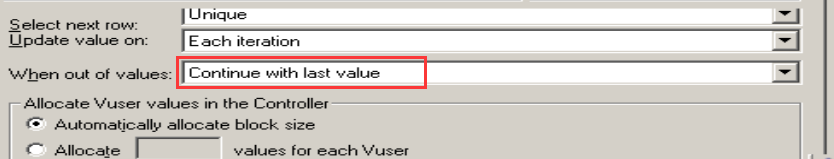 Select next row: Unique
Update value on: Each iteration
When out of values: Continue with last value
Allocate Vuser values in the Controller
Automatically allocate block size
Allocate values for each Vuser